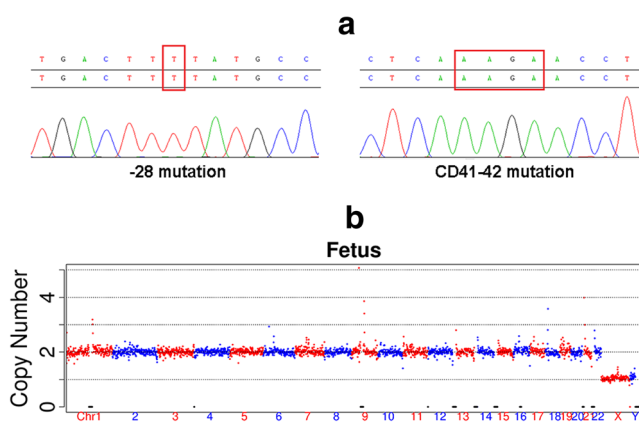 a
T G A C T T T T A T G C C
T G A C T T T T A T G C C
-28 mutation
C T C A A A G A A C C T
C T C A A A G A A C C T
CD41-42 mutation
b
Fetus
Copy Number
4
2
0
Chr1 2 3 4 5 6 7 8 9 10 11 12 13 14 15 16 17 18 19 20 21 22 X Y